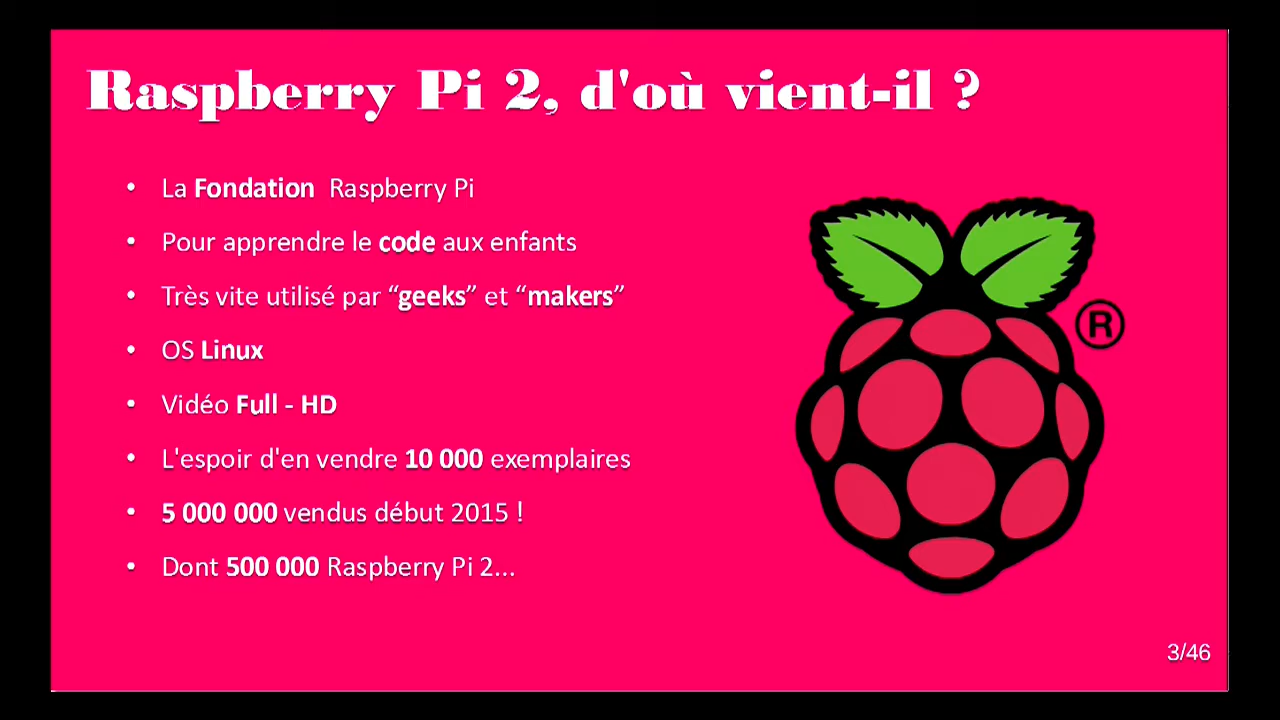 Raspberry Pi 2, d'où vient-il ?
• La Fondation Raspberry Pi
• Pour apprendre le code aux enfants
• Très vite utilisé par “geeks” et “makers”
• OS Linux
• Vidéo Full - HD
• L'espoir d'en vendre 10 000 exemplaires
• 5 000 000 vendus début 2015 !
• Dont 500 000 Raspberry Pi 2...
®
3/46